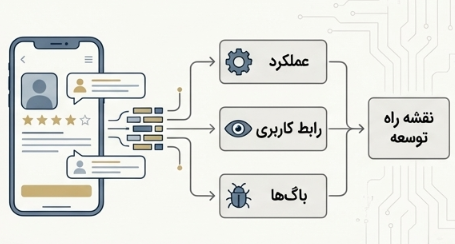 عملکرد
رابط کاربری
باگ‌ها
نقشه راه
توسعه